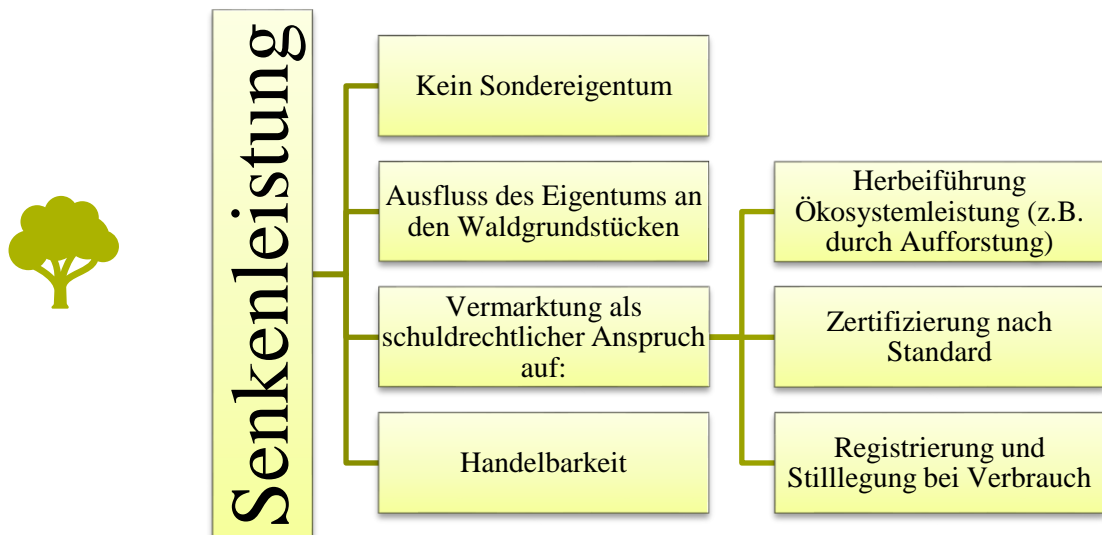 Senkenleistung
Kein Sondereigentum
Ausfluss des Eigentums an
den Waldgrundstücken
Vermarktung als
schuldrechtlicher Anspruch
auf:
Handelbarkeit
Herbeiführung
Ökosystemleistung (z.B.
durch Aufforstung)
Zertifizierung nach
Standard
Registrierung und
Stilllegung bei Verbrauch